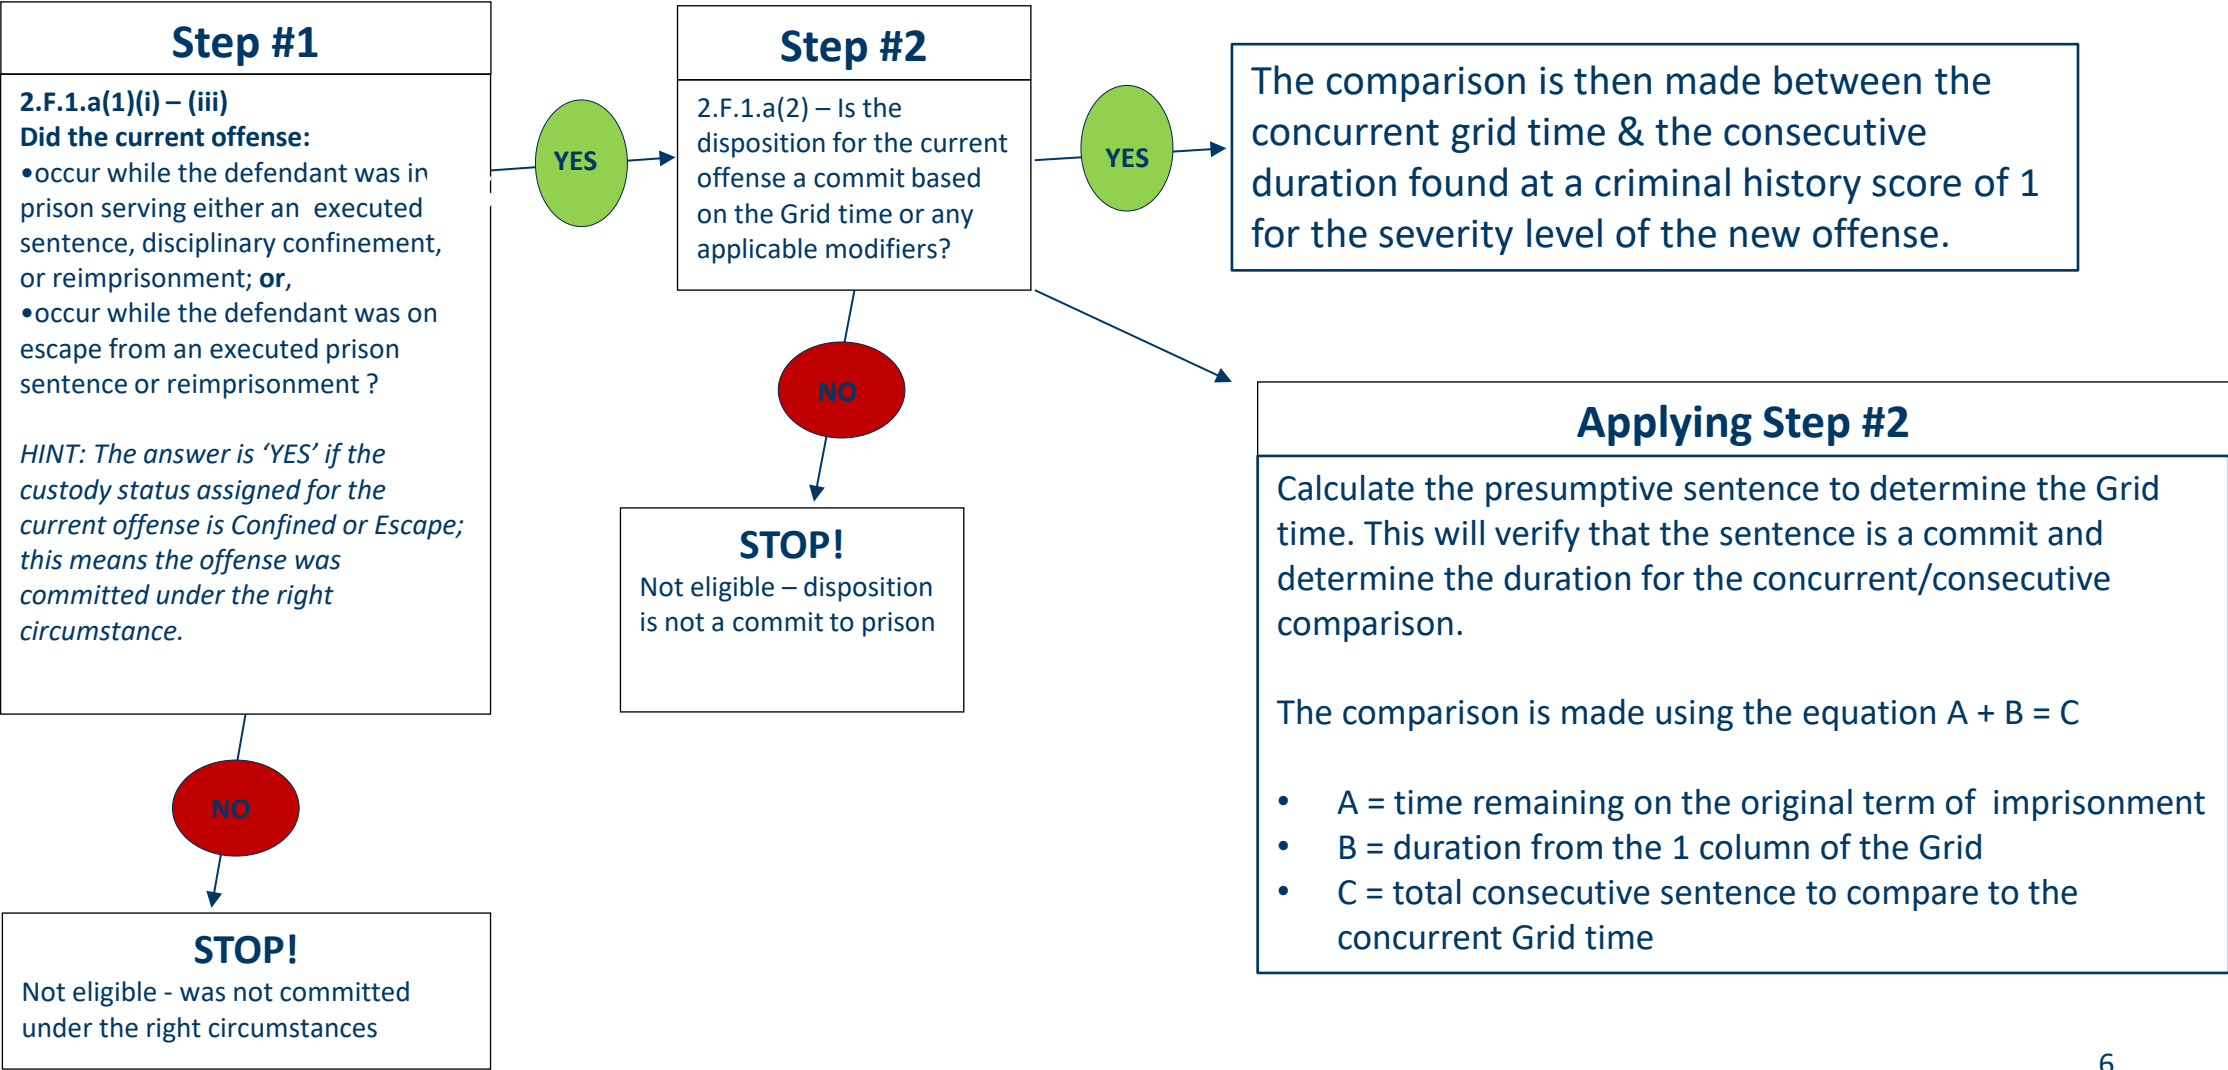 Step #1
2.F.1.a(1)(i) – (iii)
Did the current offense:
•occur while the defendant was in
prison serving either an executed
sentence, disciplinary confinement,
or reimprisonment; or,
•occur while the defendant was on
escape from an executed prison
sentence or reimprisonment ?
HINT: The answer is ‘YES’ if the
custody status assigned for the
current offense is Confined or Escape;
this means the offense was
committed under the right
circumstance.
YES
NO
STOP!
Not eligible - was not committed
under the right circumstances
Step #2
2.F.1.a(2) – Is the
disposition for the current
offense a commit based
on the Grid time or any
applicable modifiers?
YES
NO
STOP!
Not eligible – disposition
is not a commit to prison
The comparison is then made between the
concurrent grid time & the consecutive
duration found at a criminal history score of 1
for the severity level of the new offense.
Applying Step #2
Calculate the presumptive sentence to determine the Grid
time. This will verify that the sentence is a commit and
determine the duration for the concurrent/consecutive
comparison.
The comparison is made using the equation A + B = C
• A = time remaining on the original term of imprisonment
• B = duration from the 1 column of the Grid
• C = total consecutive sentence to compare to the
concurrent Grid time
6